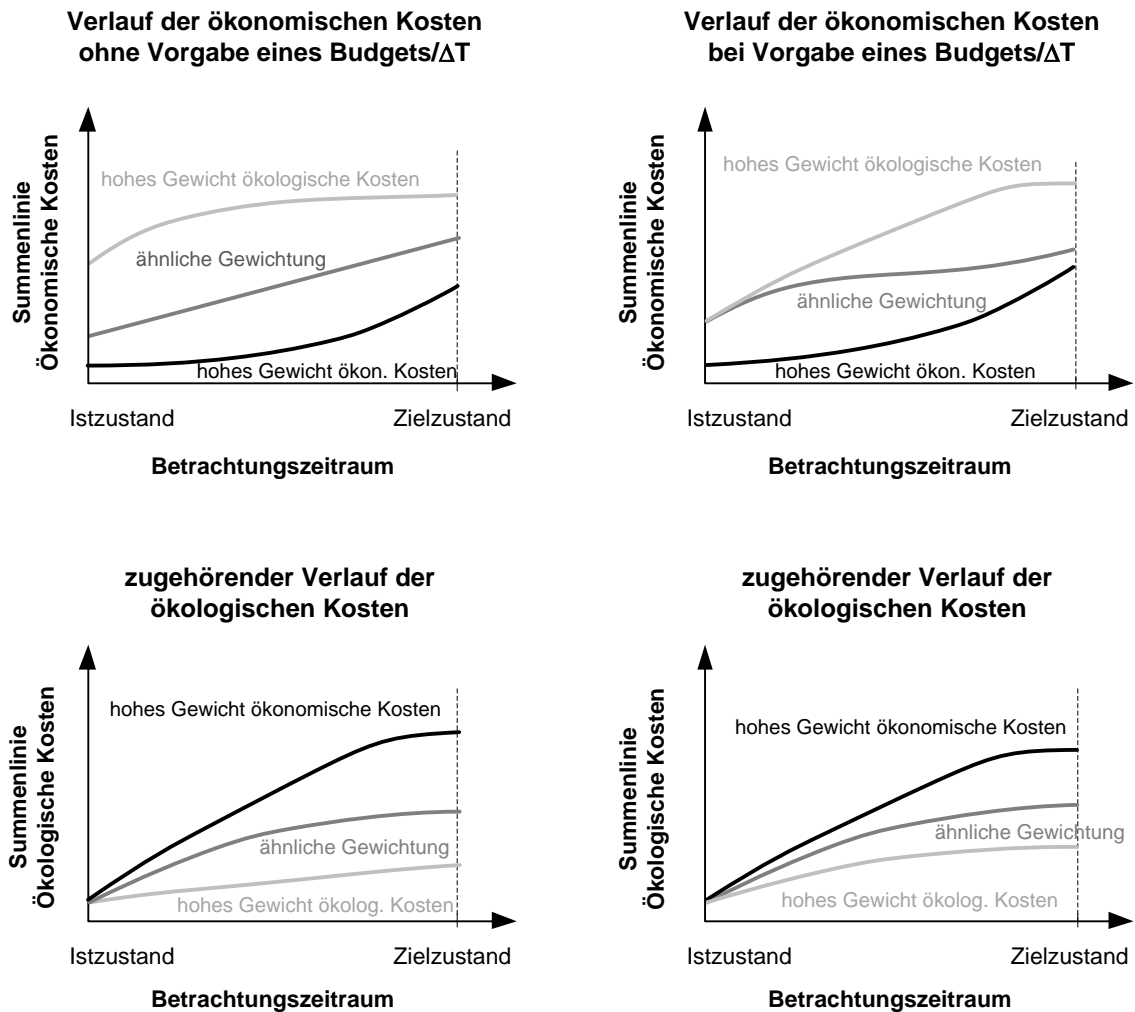 Verlauf der ökonomischen Kosten
ohne Vorgabe eines Budgets/ΔT
Summenlinie
Ökonomische Kosten
hohes Gewicht ökologische Kosten
ähnliche Gewichtung
hohes Gewicht ökon. Kosten
Istzustand
Zielzustand
Betrachtungszeitraum
Verlauf der ökonomischen Kosten
bei Vorgabe eines Budgets/ΔT
Summenlinie
Ökonomische Kosten
hohes Gewicht ökologische Kosten
ähnliche Gewichtung
hohes Gewicht ökon. Kosten
Istzustand
Zielzustand
Betrachtungszeitraum
zugehörender Verlauf der
ökologischen Kosten
Summenlinie
Ökologische Kosten
hohes Gewicht ökonomische Kosten
ähnliche Gewichtung
hohes Gewicht ökolog. Kosten
Istzustand
Zielzustand
Betrachtungszeitraum
zugehörender Verlauf der
ökologischen Kosten
Summenlinie
Ökologische Kosten
hohes Gewicht ökonomische Kosten
ähnliche Gewichtung
hohes Gewicht ökolog. Kosten
Istzustand
Zielzustand
Betrachtungszeitraum